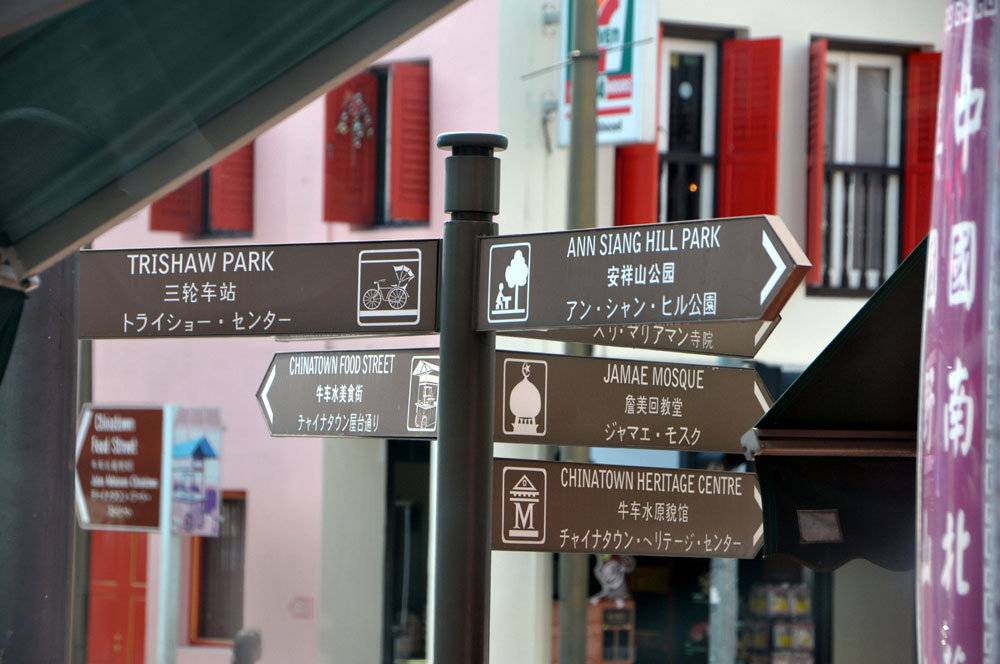 TRISHAW PARK
三轮车站
トライショー・センター
ANN SIANG HILL PARK
安祥山公园
アン・シャン・ヒル公園
リ・マリアマン寺院
CHINATOWN FOOD STREET
牛车水美食街
チャイナタウン屋台通り
JAMAE MOSQUE
詹美回教堂
ジャマエ・モスク
CHINATOWN HERITAGE CENTRE
牛车水原貌馆
チャイナタウン・ヘリテージ・センター
M
Chinatown
Food Street
中國南北